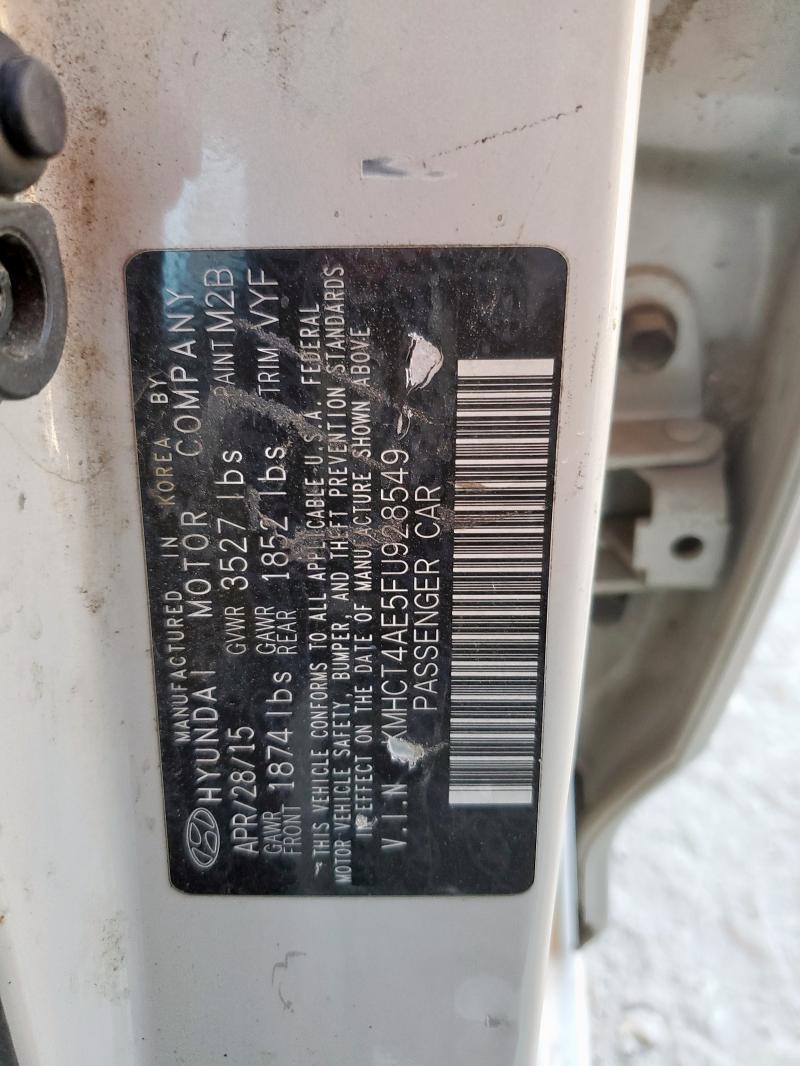 MANUFACTURED IN KOREA BY
HYUNDAI MOTOR COMPANY
APR/28/15 GVWR 3527 lbs PAINT M2B
GAWR FRONT 1874 lbs GAWR REAR 1852 lbs TRIM VYF
THIS VEHICLE CONFORMS TO ALL APPLICABLE U.S.A. FEDERAL
MOTOR VEHICLE SAFETY, BUMPER, AND THEFT PREVENTION STANDARDS
IN EFFECT ON THE DATE OF MANUFACTURE SHOWN ABOVE
V.I.N KMHCT4AE5FU928549
PASSENGER CAR